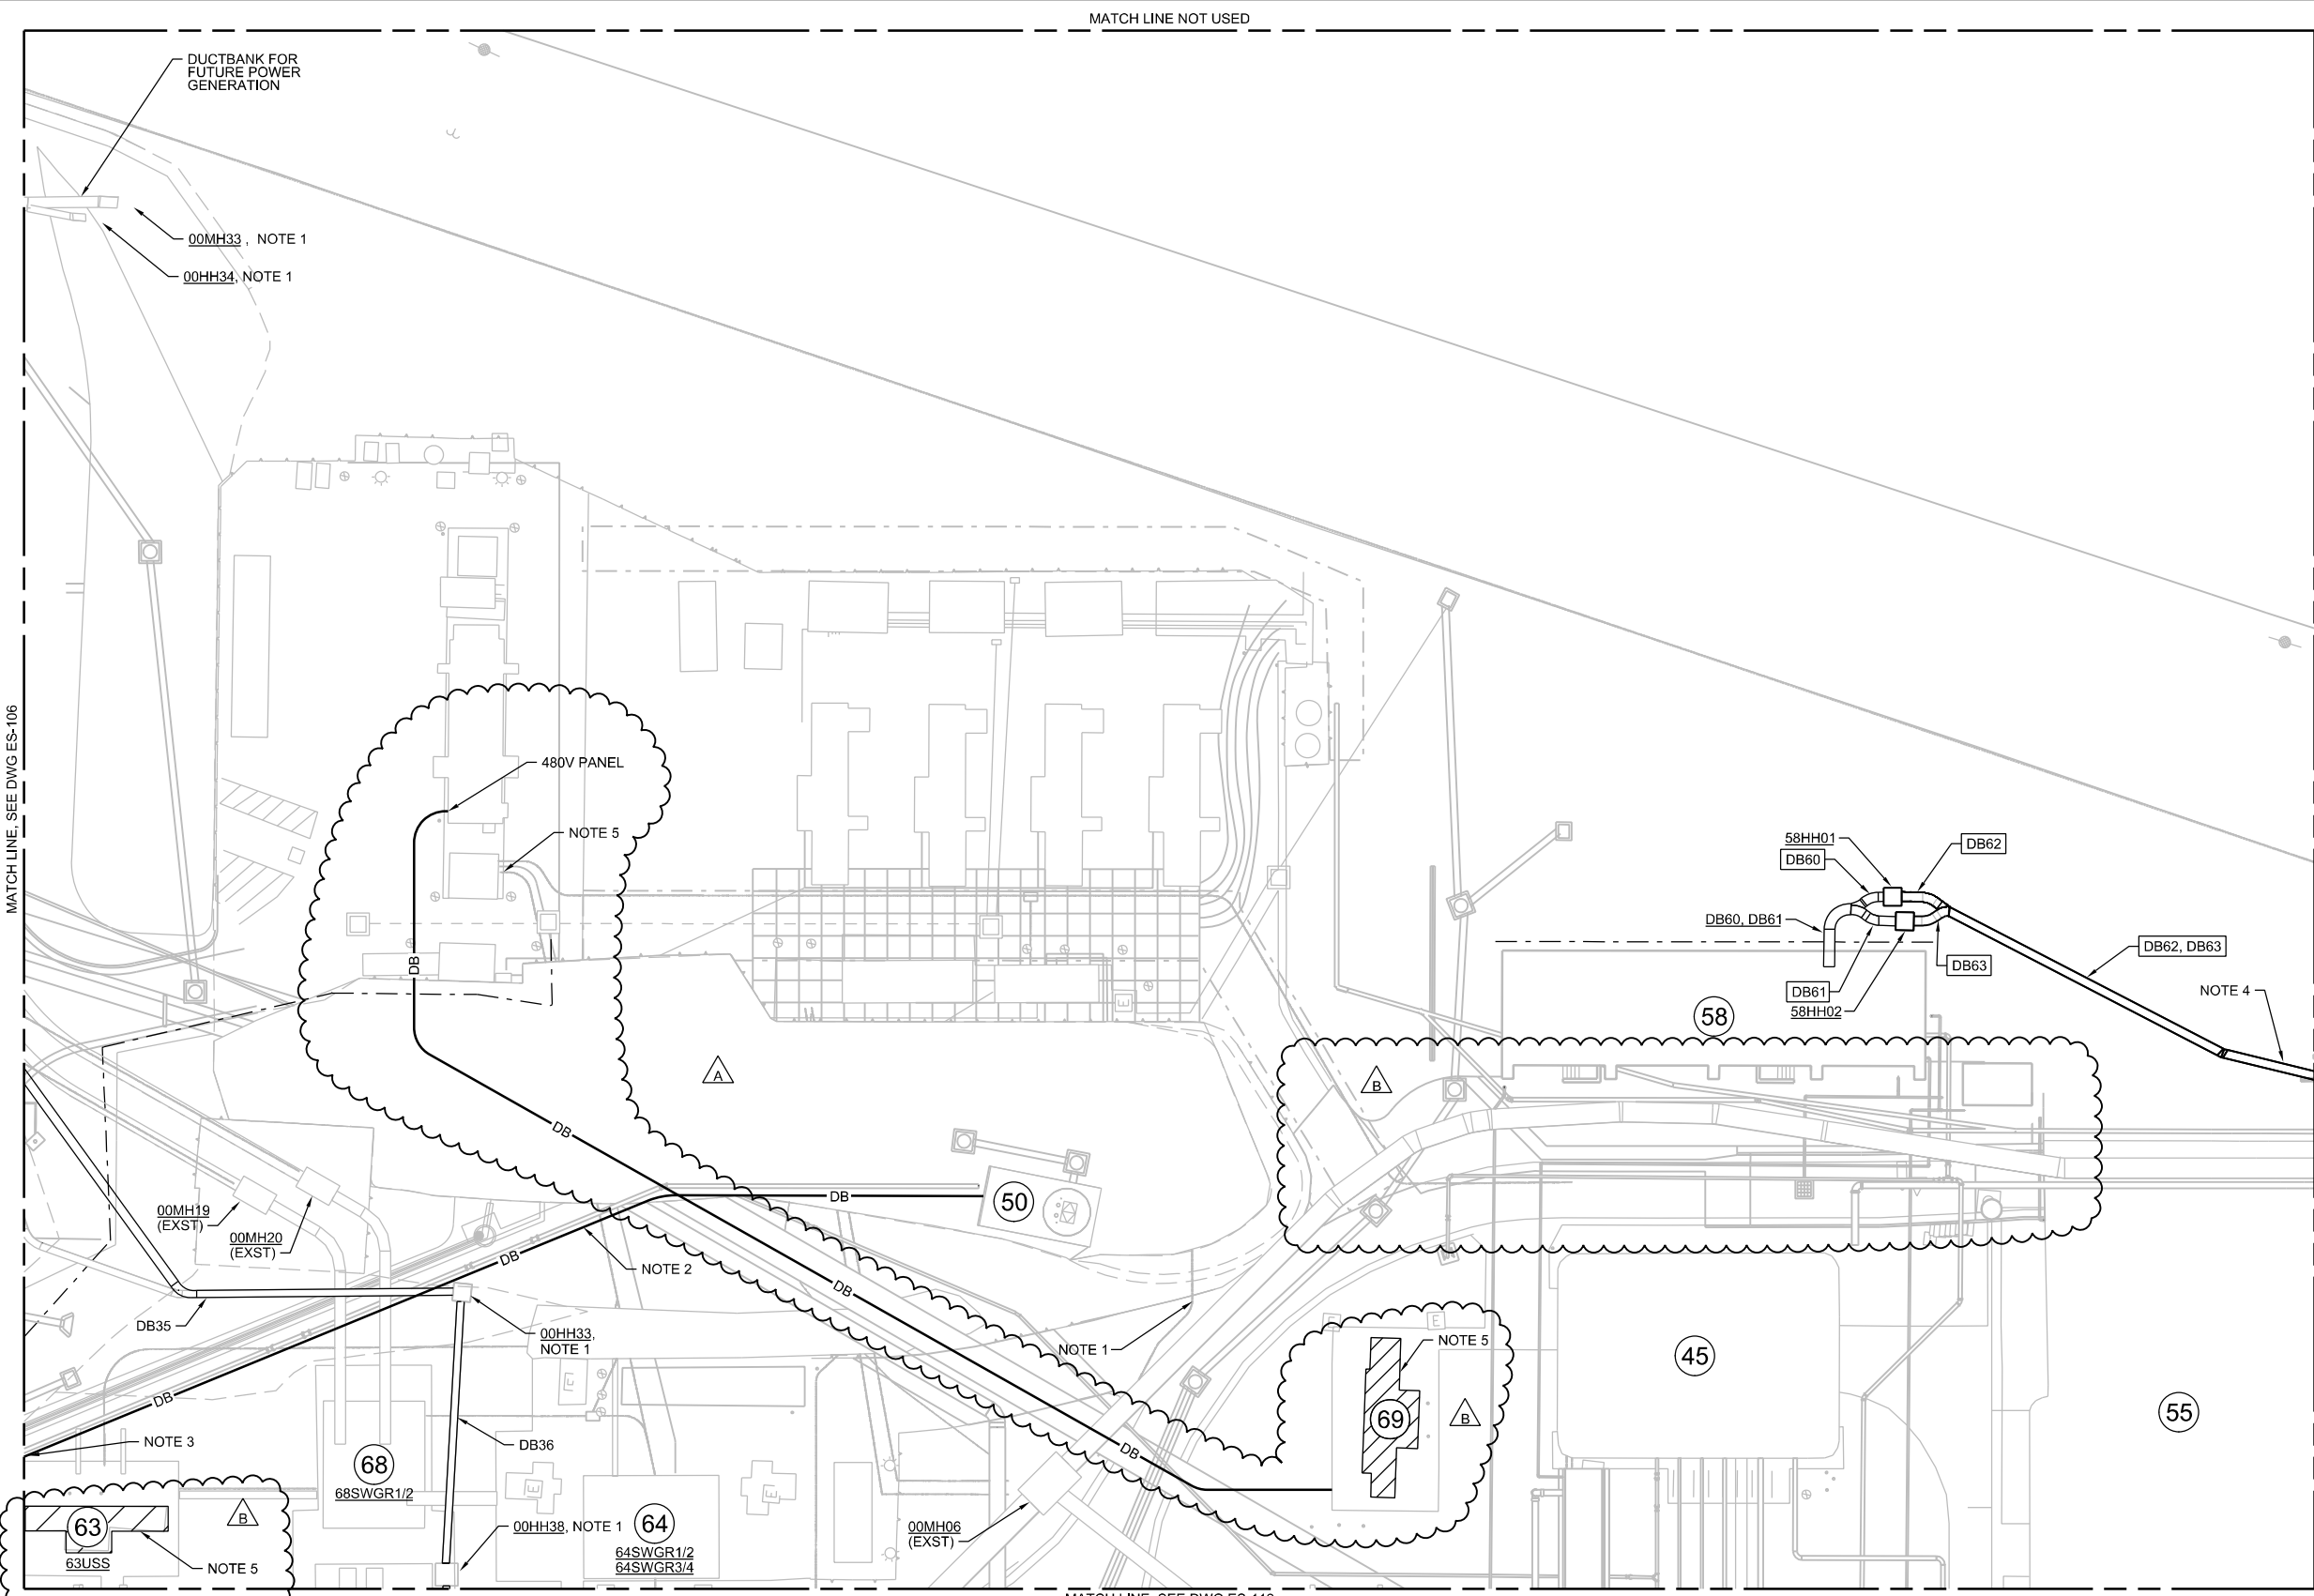 MATCH LINE NOT USED
DUCTBANK FOR
FUTURE POWER
GENERATION
00MH33 , NOTE 1
00HH34, NOTE 1
MATCH LINE, SEE DWG ES-106
480V PANEL
NOTE 5
DB
58HH01
DB60
DB62
DB60, DB61
DB62, DB63
DB63
DB61
58HH02
NOTE 4
58
A
B
E
DB
50
DB
00MH19
(EXST)
00MH20
(EXST)
DB
NOTE 2
DB
DB35
00HH33,
NOTE 1
NOTE 1
E
E
NOTE 5
45
69
B
55
DB
E
NOTE 3
DB36
DB
68
68SWGR1/2
E
E
63
B
63USS
NOTE 5
00HH38, NOTE 1
64
64SWGR1/2
64SWGR3/4
00MH06
(EXST)